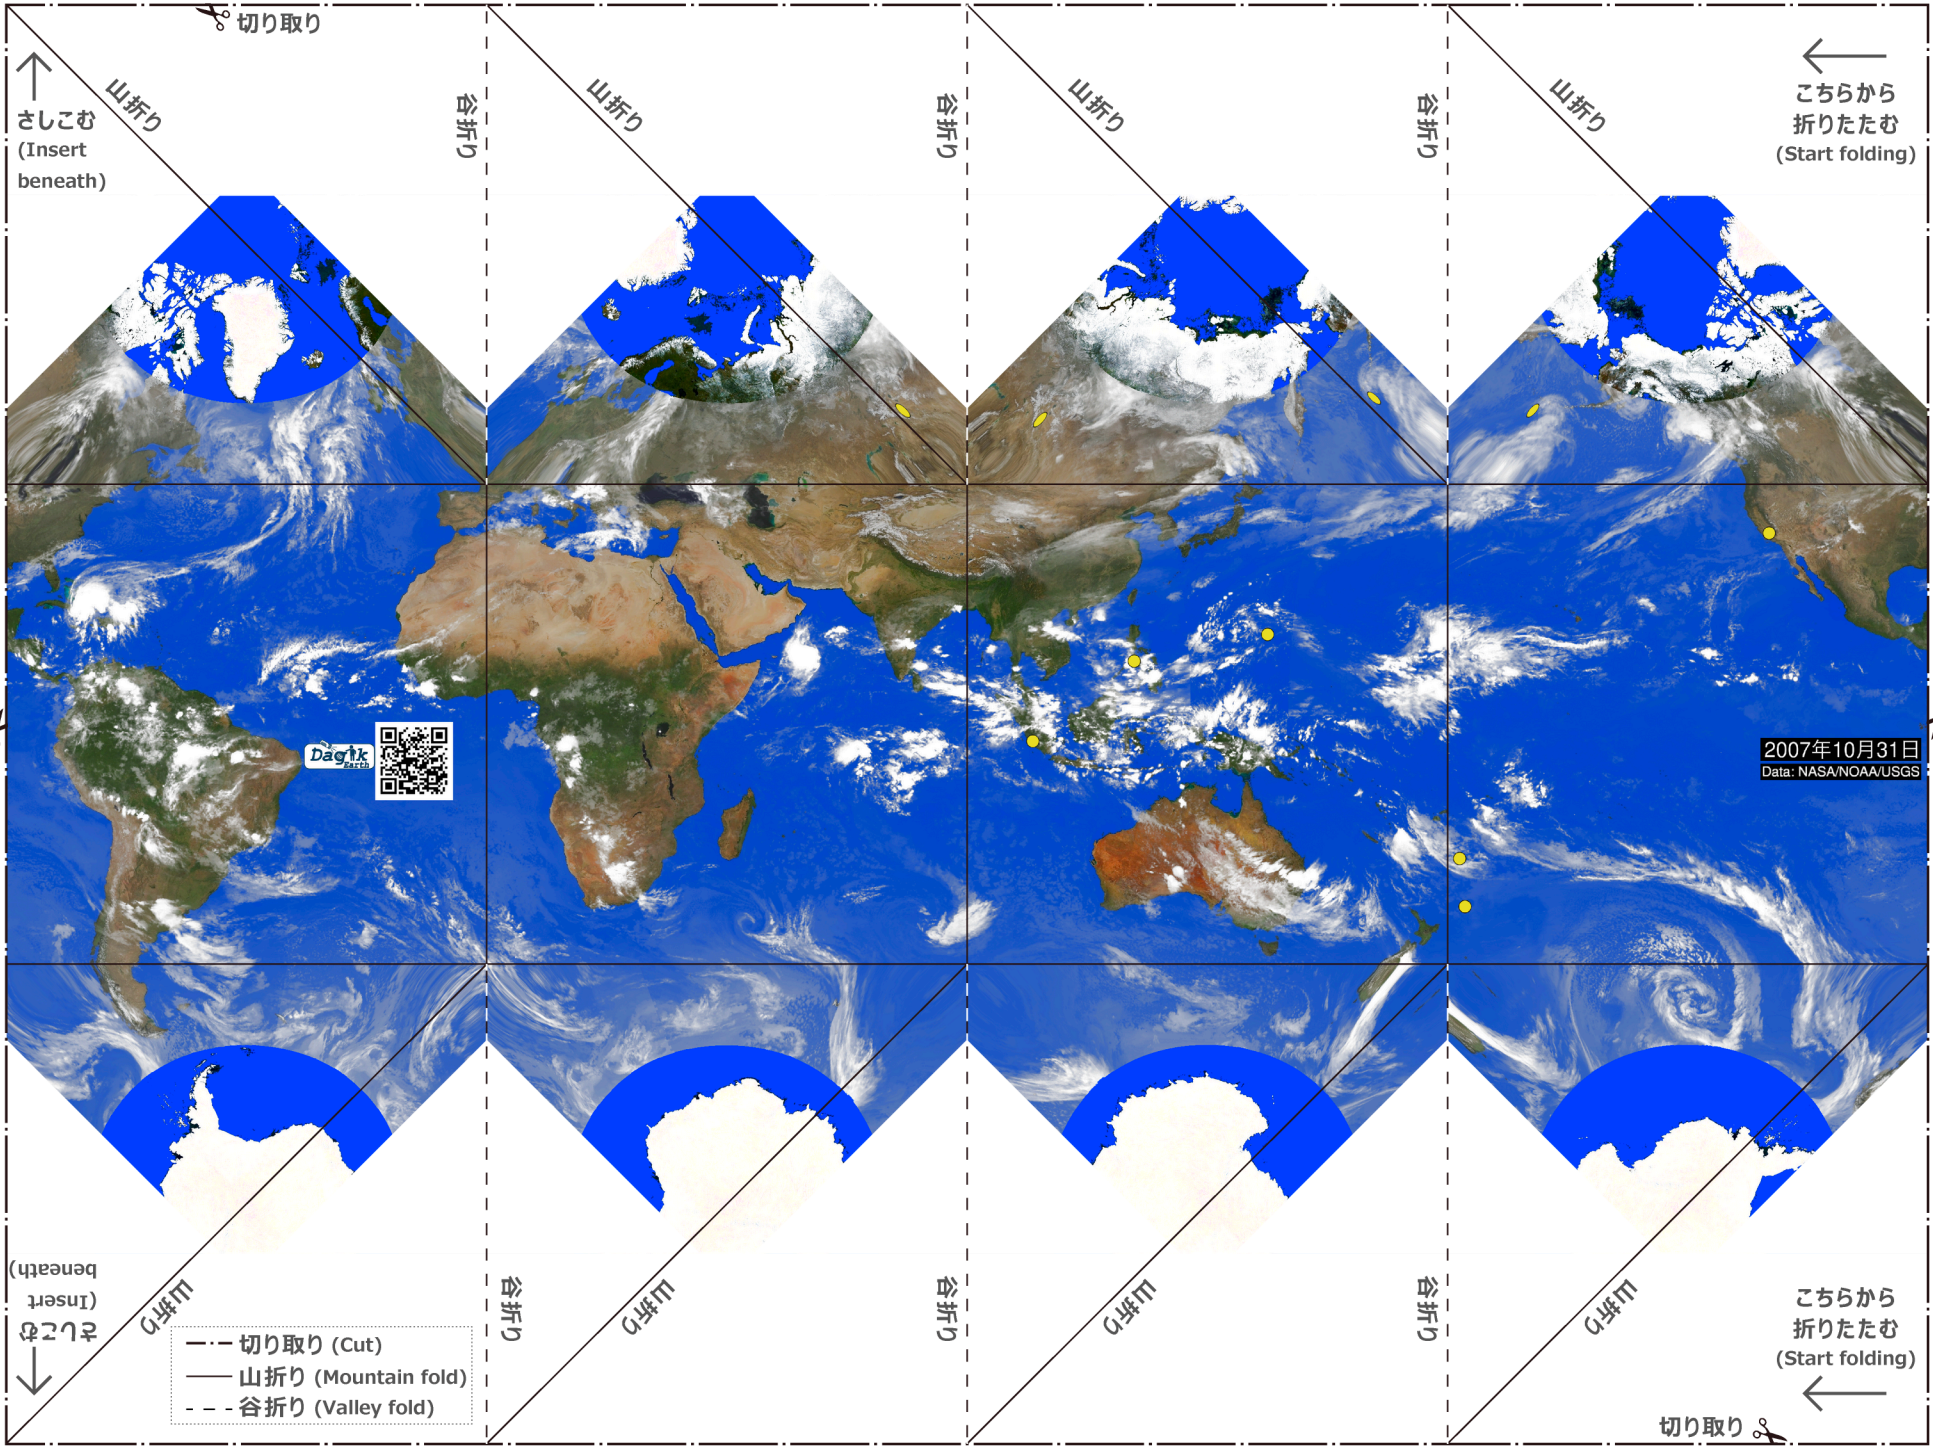 切り取り
山折り
谷折り
山折り
谷折り
山折り
谷折り
山折り
さしこむ
(Insert
beneath)
こちらから
折りたたむ
(Start folding)
Dagik
Earth
2007年10月31日
Data: NASA/NOAA/USGS
さしこむ
(Insert
beneath)
山折り
谷折り
山折り
谷折り
山折り
谷折り
山折り
切り取り (Cut)
山折り (Mountain fold)
谷折り (Valley fold)
こちらから
折りたたむ
(Start folding)
切り取り